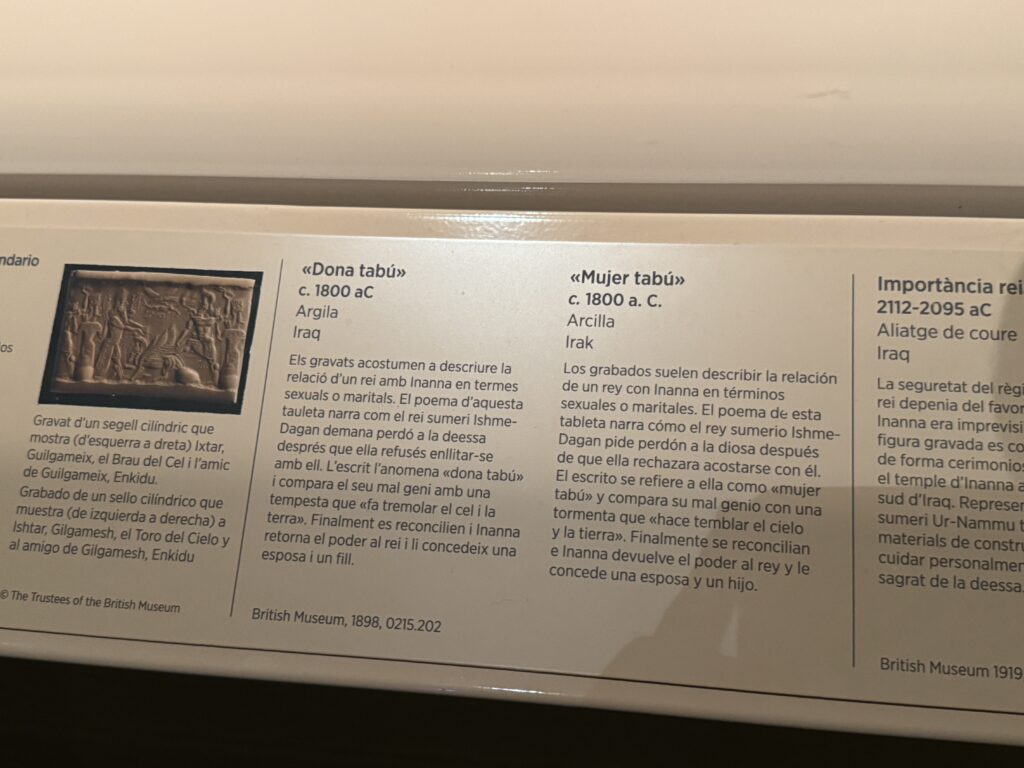 ndario
os
Gravat d'un segell cilíndric que
mostra (d'esquerra a dreta) Ixtar,
Guilgameix, el Brau del Cel i l'amic
de Guilgameix, Enkidu.
Grabado de un sello cilíndrico que
muestra (de izquierda a derecha) a
Ishtar, Gilgamesh, el Toro del Cielo y
al amigo de Gilgamesh, Enkidu
© The Trustees of the British Museum
«Dona tabú»
c. 1800 aC
Argila
Iraq
Els gravats acostumen a descriure la
relació d'un rei amb Inanna en termes
sexuals o maritals. El poema d'aquesta
tauleta narra com el rei sumeri Ishme-
Dagan demana perdó a la deessa
després que ella refusés enllitar-se
amb ell. L'escrit l'anomena «dona tabú»
i compara el seu mal geni amb una
tempesta que «fa tremolar el cel i la
terra». Finalment es reconcilien i Inanna
retorna el poder al rei i li concedeix una
esposa i un fill.
British Museum, 1898, 0215.202
«Mujer tabú»
c. 1800 a. C.
Arcilla
Irak
Los grabados suelen describir la relación
de un rey con Inanna en términos
sexuales o maritales. El poema de esta
tableta narra cómo el rey sumerio Ishme-
Dagan pide perdón a la diosa después
de que ella rechazara acostarse con él.
El escrito se refiere a ella como «mujer
tabú» y compara su mal genio con una
tormenta que «hace temblar el cielo
y la tierra». Finalmente se reconcilian
e Inanna devuelve el poder al rey y le
concede una esposa y un hijo.
Importància rei
2112-2095 aC
Aliatge de coure
Iraq
La seguretat del règi
rei depenia del favor
Inanna era imprevisi
figura gravada es co
de forma cerimonios
el temple d'Inanna a
sud d'Iraq. Represen
sumeri Ur-Nammu t
materials de constru
cuidar personalmen
sagrat de la deessa.
British Museum 1919